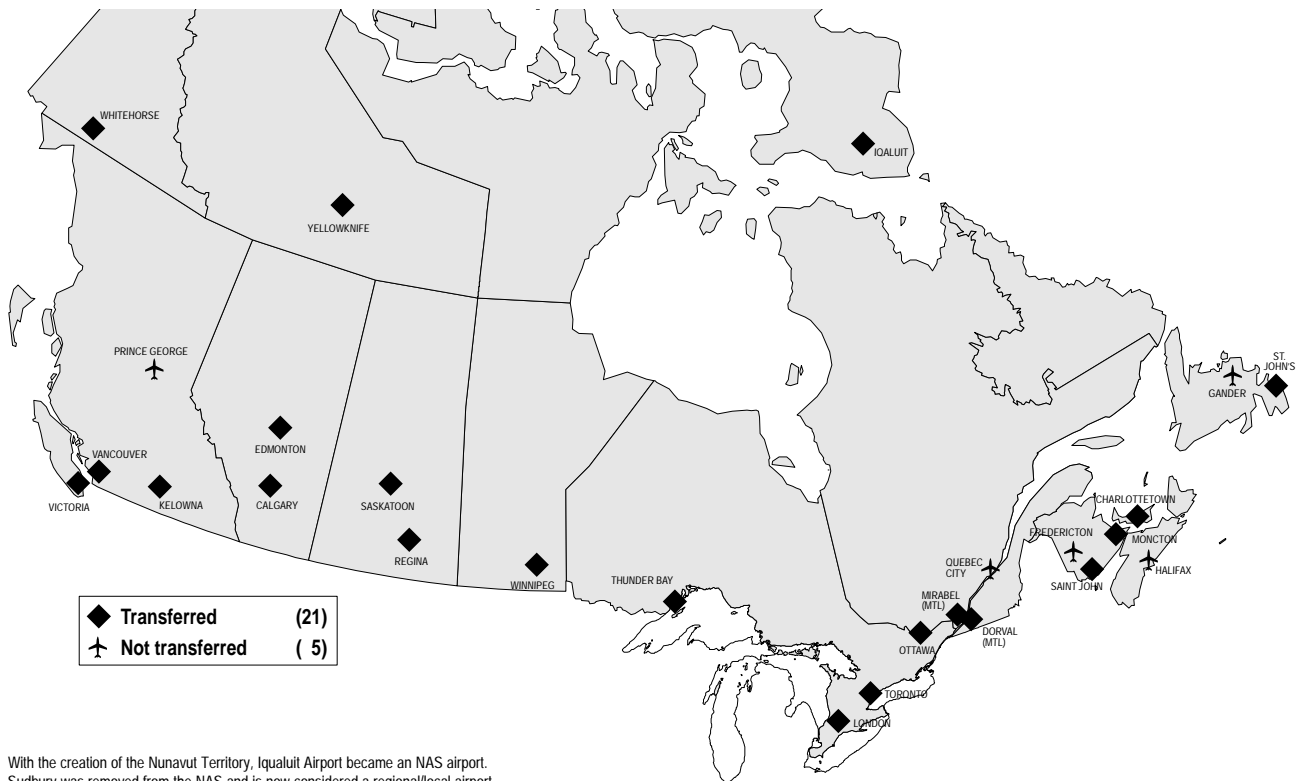 WHITEHORSE
IQALUIT
YELLOWKNIFE
PRINCE GEORGE
ST.
JOHN'S
GANDER
EDMONTON
VANCOUVER
VICTORIA
KELOWNA
CALGARY
SASKATOON
REGINA
WINNIPEG
THUNDER BAY
CHARLOTTETOWN
FREDERICTON
MONCTON
QUEBEC
CITY
HALIFAX
SAINT JOHN
MIRABEL
(MTL)
DORVAL
(MTL)
OTTAWA
TORONTO
LONDON
Transferred (21)
Not transferred ( 5)
With the creation of the Nunavut Territory, Iqualuit Airport became an NAS airport.
Sudbury was removed from the NAS and is now considered a regional/local airport